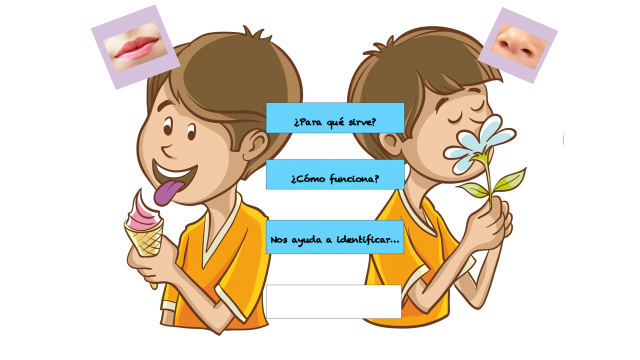 ¿Para qué sirve?
¿Cómo funciona?
Nos ayuda a identificar...